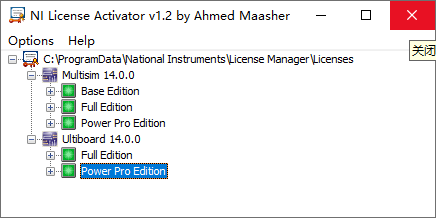 NI License Activator v1.2 by Ahmed Maasher
Options Help
关闭
C:\ProgramData\National Instruments\License Manager\Licenses
Multisim 14.0.0
Base Edition
Full Edition
Power Pro Edition
Ultiboard 14.0.0
Full Edition
Power Pro Edition